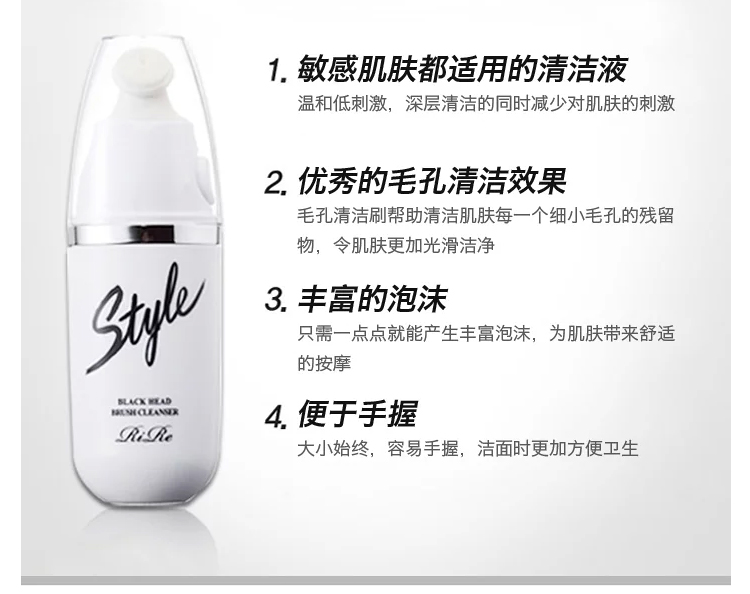 1. 敏感肌肤都适用的清洁液
温和低刺激，深层清洁的同时减少对肌肤的刺激
2. 优秀的毛孔清洁效果
毛孔清洁刷帮助清洁肌肤每一个细小毛孔的残留
物，令肌肤更加光滑洁净
3. 丰富的泡沫
只需一点点就能产生丰富泡沫，为肌肤带来舒适
的按摩
4. 便于手握
大小始终，容易手握，洁面时更加方便卫生
Style
BLACK HEAD
BRUSH CLEANSER
RiRe